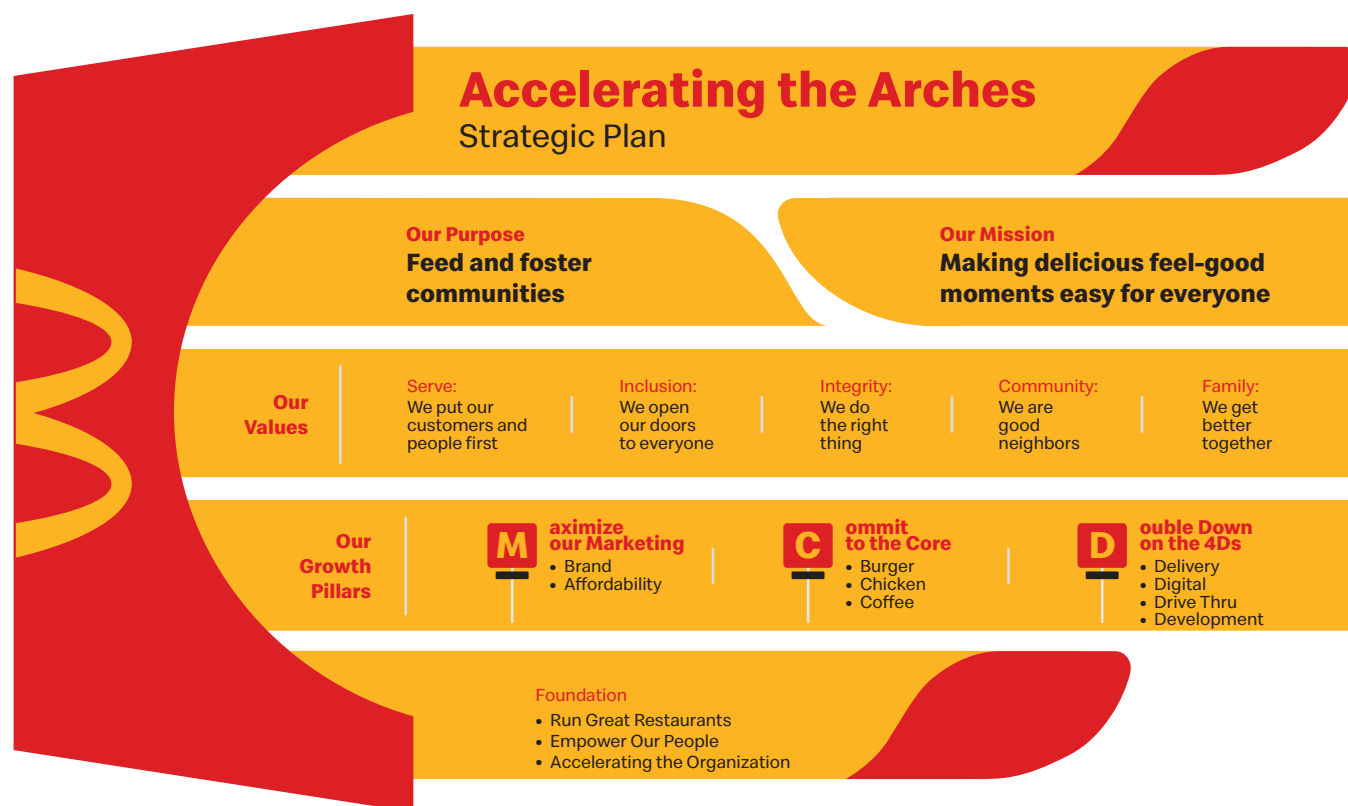 Accelerating the Arches
Strategic Plan
Our Purpose
Feed and foster
communities
Our Mission
Making delicious feel-good
moments easy for everyone
Our
Values
Serve:
We put our
customers and
people first
Inclusion:
We open
our doors
to everyone
Integrity:
We do
the right
thing
Community:
We are
good
neighbors
Family:
We get
better
together
Our
Growth
Pillars
Maximize
our Marketing
• Brand
• Affordability
Commit
to the Core
• Burger
• Chicken
• Coffee
Double Down
on the 4Ds
• Delivery
• Digital
• Drive Thru
• Development
Foundation
• Run Great Restaurants
• Empower Our People
• Accelerating the Organization